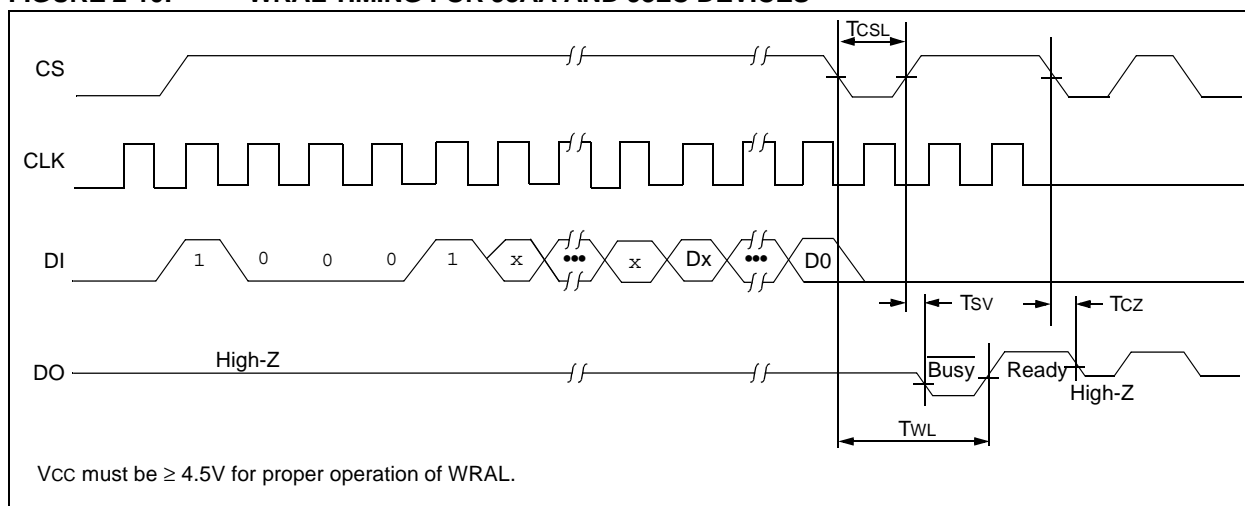 TCSL
CS
CLK
DI 1 0 0 0 1 x ••• x Dx ••• D0
TSV TCZ
High-Z
DO Busy Ready
High-Z
TWL
VCC must be ≥ 4.5V for proper operation of WRAL.